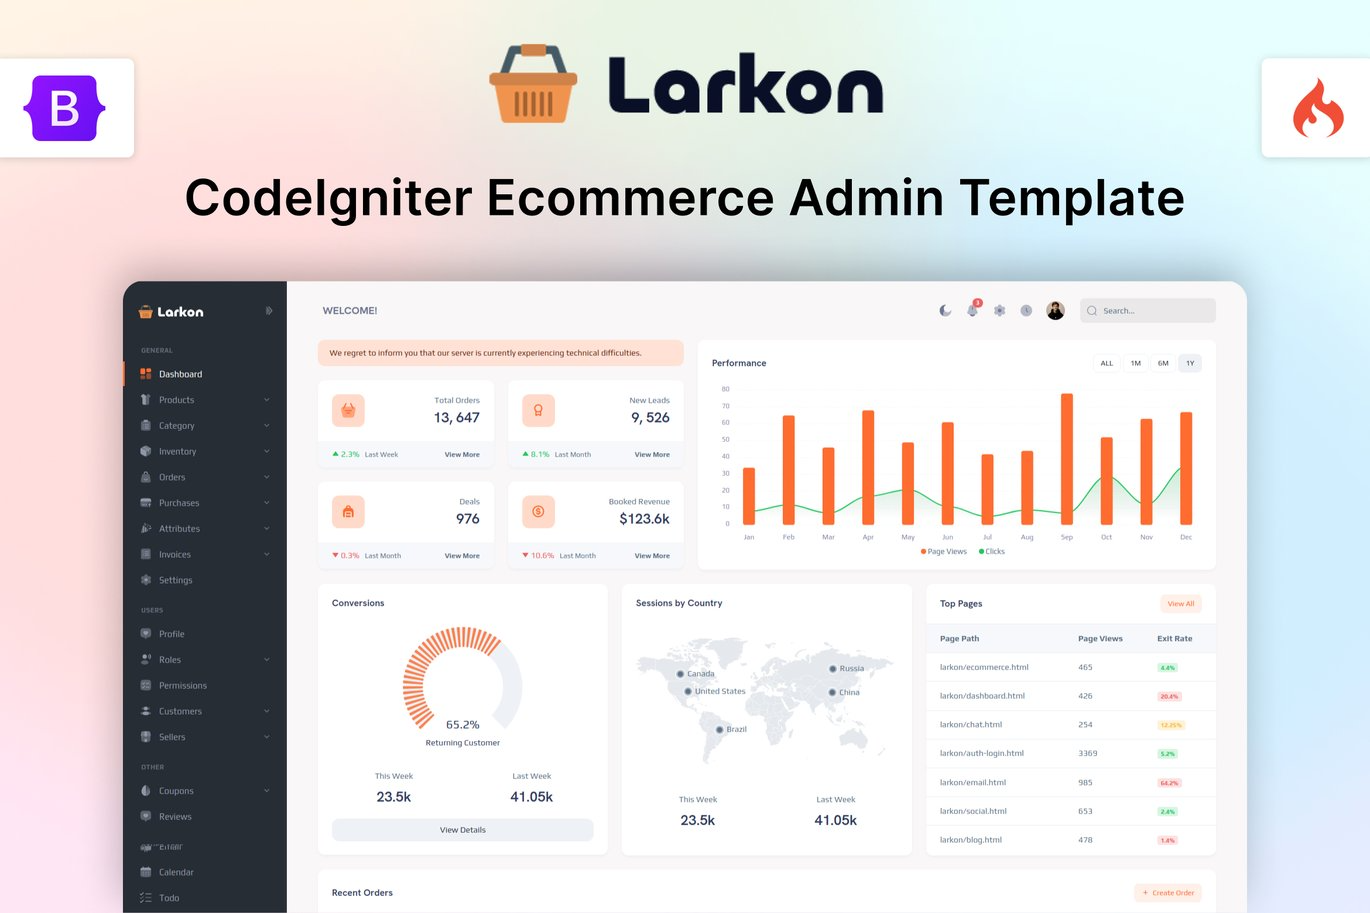 B
Larkon
CodeIgniter Ecommerce Admin Template
Larkon
GENERAL
Dashboard
Products
Category
Inventory
Orders
Purchases
Attributes
Invoices
Settings
USERS
Profile
Roles
Permissions
Customers
Sellers
OTHER
Coupons
Reviews
Calendar
Todo
WELCOME!
3
Search...
We regret to inform you that our server is currently experiencing technical difficulties.
Total Orders
13, 647
2.3% Last Week View More
New Leads
9, 526
8.1% Last Month View More
Deals
976
0.3% Last Month View More
Booked Revenue
$123.6k
10.6% Last Month View More
Performance
ALL 1M 6M 1Y
80
70
60
50
40
30
20
10
0
Jan Feb Mar Apr May Jun Jul Aug Sep Oct Nov Dec
Page Views Clicks
Conversions
65.2%
Returning Customer
This Week Last Week
23.5k 41.05k
View Details
Sessions by Country
Canada
United States
Brazil
Russia
China
This Week Last Week
23.5k 41.05k
Top Pages View All
Page Path Page Views Exit Rate
larkon/ecommerce.html 465 4.4%
larkon/dashboard.html 426 20.4%
larkon/chat.html 254 12.25%
larkon/auth-login.html 3369 5.2%
larkon/email.html 985 64.2%
larkon/social.html 653 2.4%
larkon/blog.html 478 1.4%
Recent Orders + Create Order